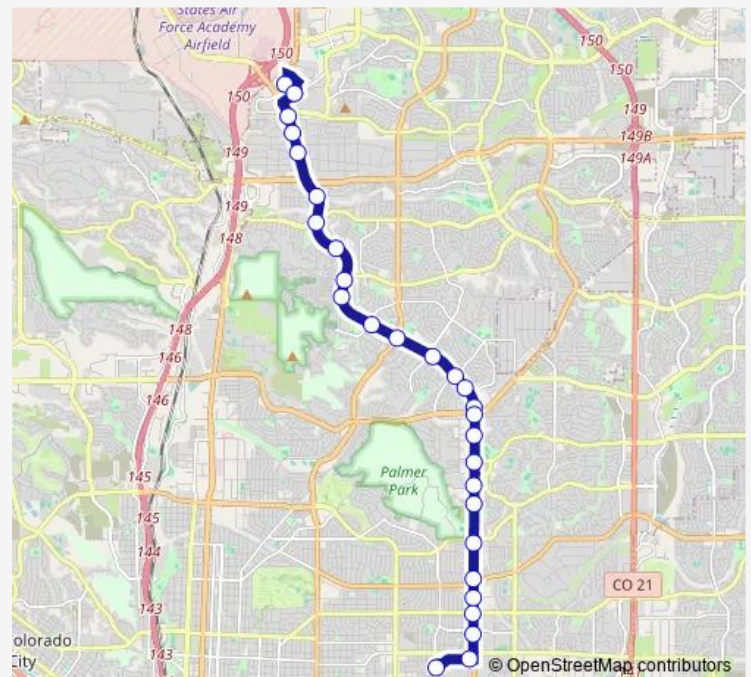 States Air
Force Academy
Airfield
150
150
150
150
149
149B
149A
149
149
148
148
146
146
145
145
144
143
143
Palmer
Park
CO 21
olorado
City
© OpenStreetMap contributors